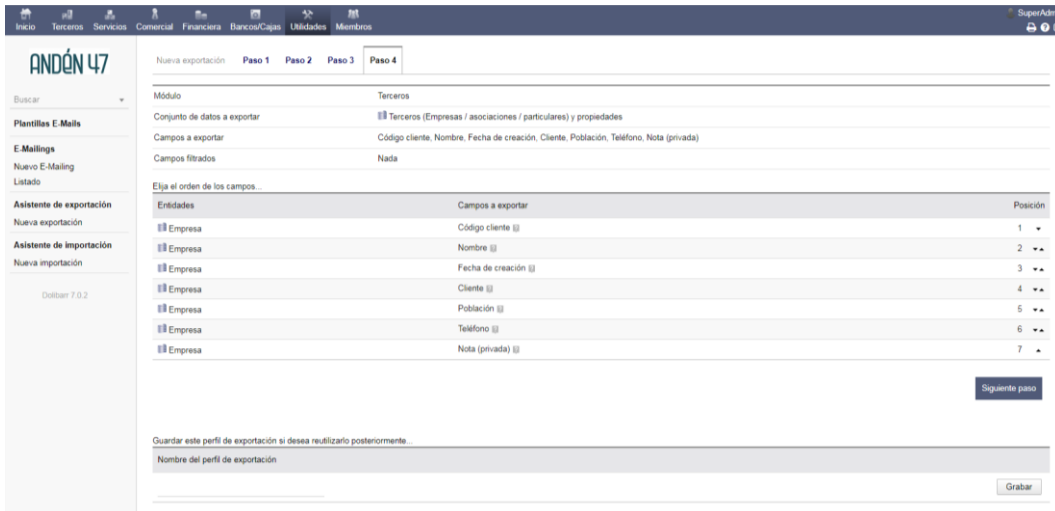 Inicio Terceros Servicios Comercial Financiera Bancos/Cajas Utilidades Miembros
ANDÉN 47
Buscar
Plantillas E-Mails
E-Mailings
Nuevo E-Mailing
Listado
Asistente de exportación
Nueva exportación
Asistente de importación
Nueva importación
Dolibarr 7.0.2
Nueva exportación Paso 1 Paso 2 Paso 3 Paso 4
Módulo Terceros
Conjunto de datos a exportar Terceros (Empresas / asociaciones / particulares) y propiedades
Campos a exportar Código cliente, Nombre, Fecha de creación, Cliente, Población, Teléfono, Nota (privada)
Campos filtrados Nada
Elija el orden de los campos...
Entidades Campos a exportar Posición
Empresa Código cliente 1
Empresa Nombre 2
Empresa Fecha de creación 3
Empresa Cliente 4
Empresa Población 5
Empresa Teléfono 6
Empresa Nota (privada) 7
Siguiente paso
Guardar este perfil de exportación si desea reutilizarlo posteriormente...
Nombre del perfil de exportación
Grabar